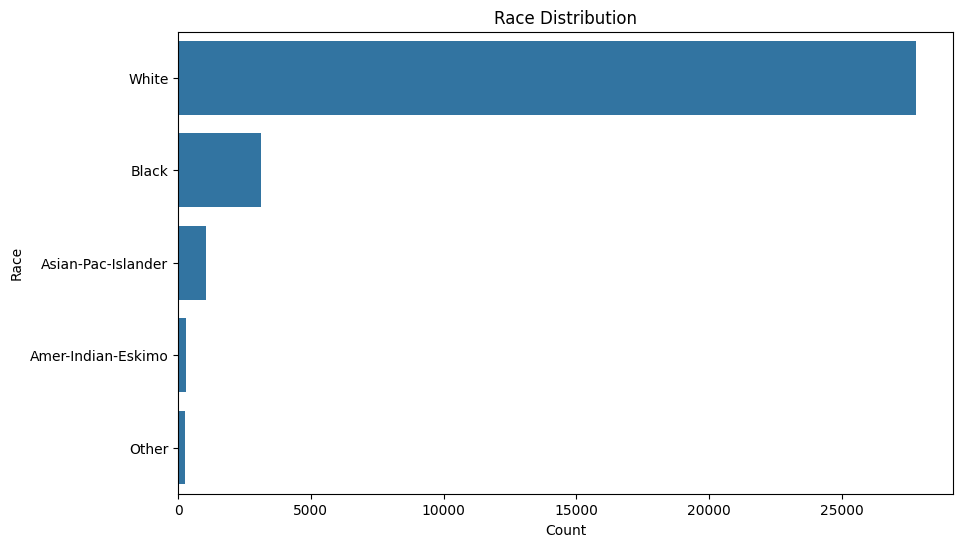 Race Distribution
White
Black
Asian-Pac-Islander
Amer-Indian-Eskimo
Other
Race
0 5000 10000 15000 20000 25000
Count